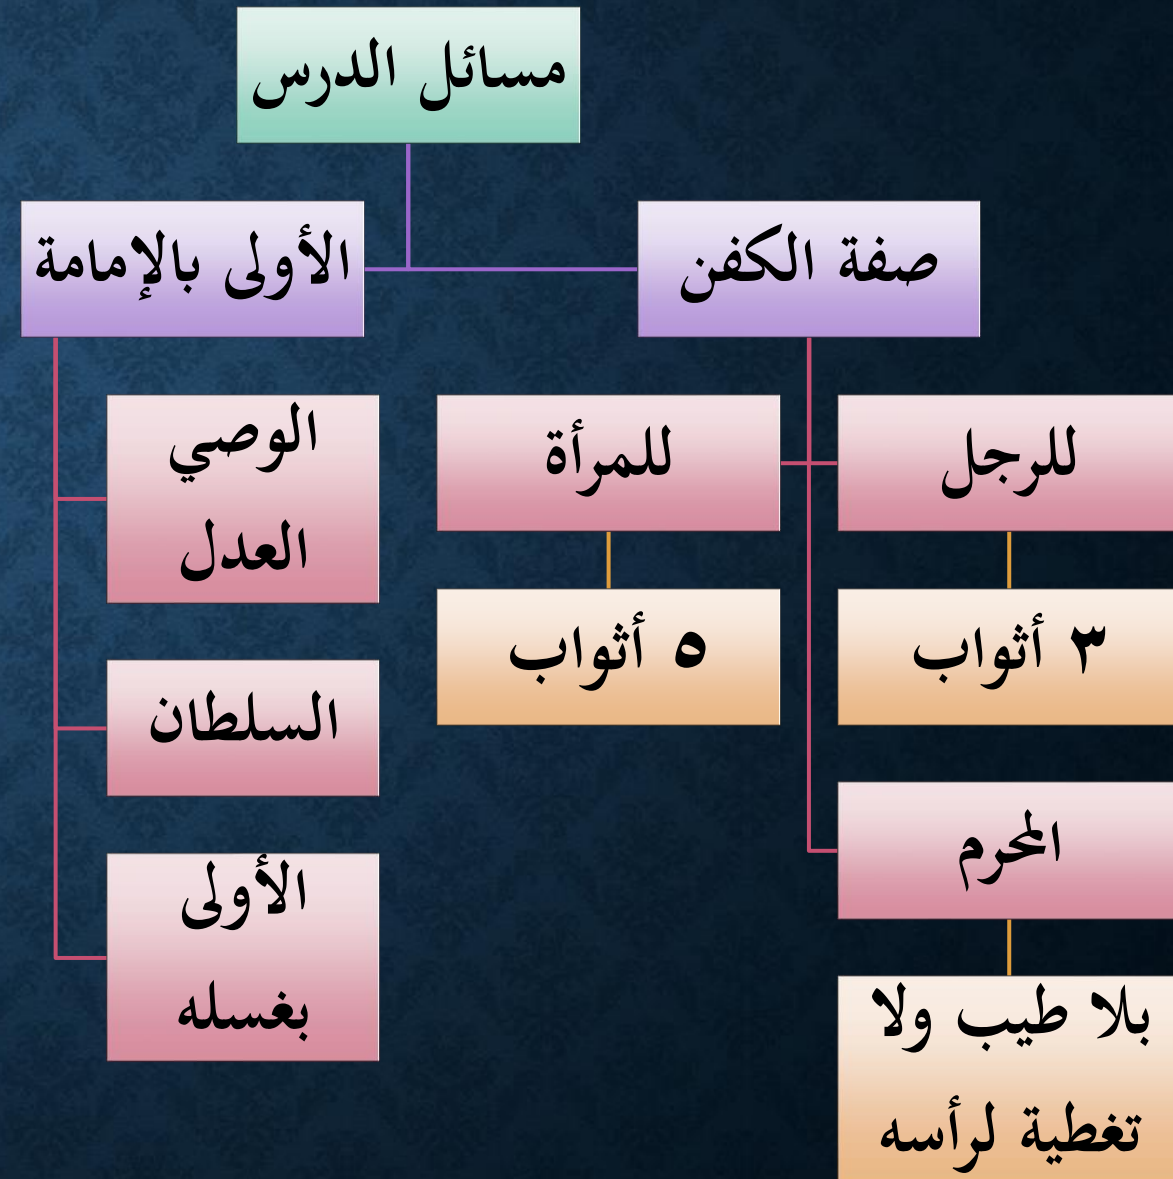 مسائل الدرس
صفة الكفن
الأولى بالإمامة
للرجل
للمرأة
٣ أثواب
٥ أثواب
المحرم
بلا طيب ولا
تغطية لرأسه
الوصي
العدل
السلطان
الأولى
بغسله